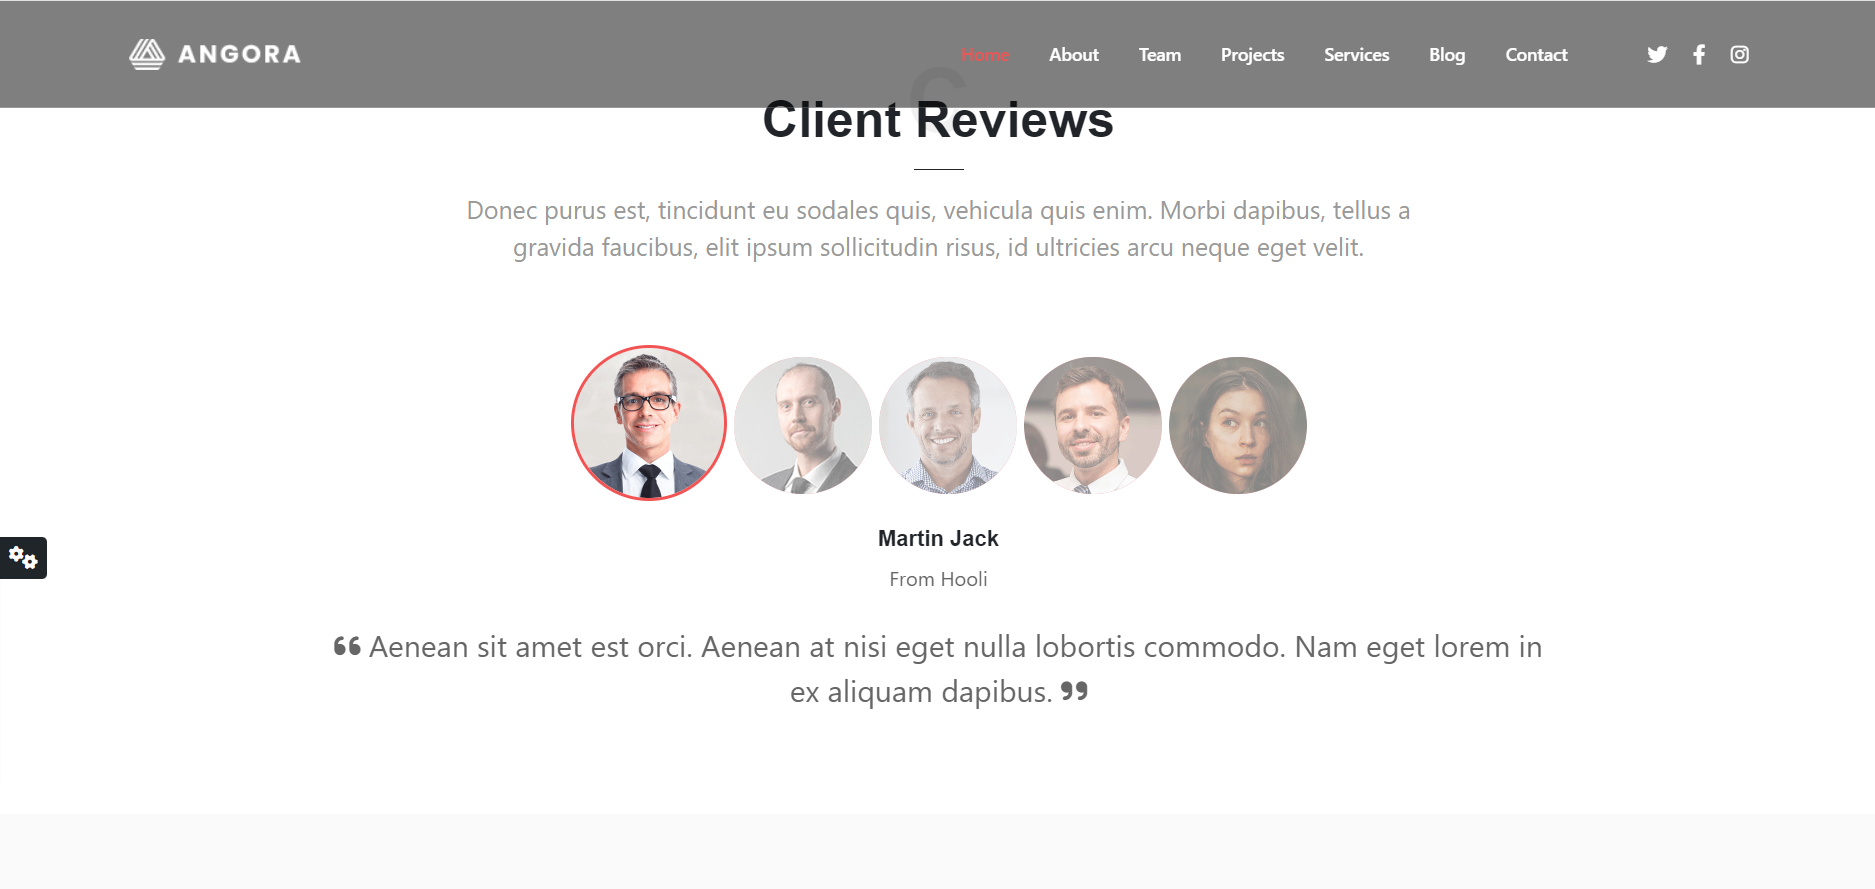 ANGORA
Home About Team Projects Services Blog Contact
C
Client Reviews
Donec purus est, tincidunt eu sodales quis, vehicula quis enim. Morbi dapibus, tellus a
gravida faucibus, elit ipsum sollicitudin risus, id ultricies arcu neque eget velit.
Martin Jack
From Hooli
“ Aenean sit amet est orci. Aenean at nisi eget nulla lobortis commodo. Nam eget lorem in
ex aliquam dapibus. ”